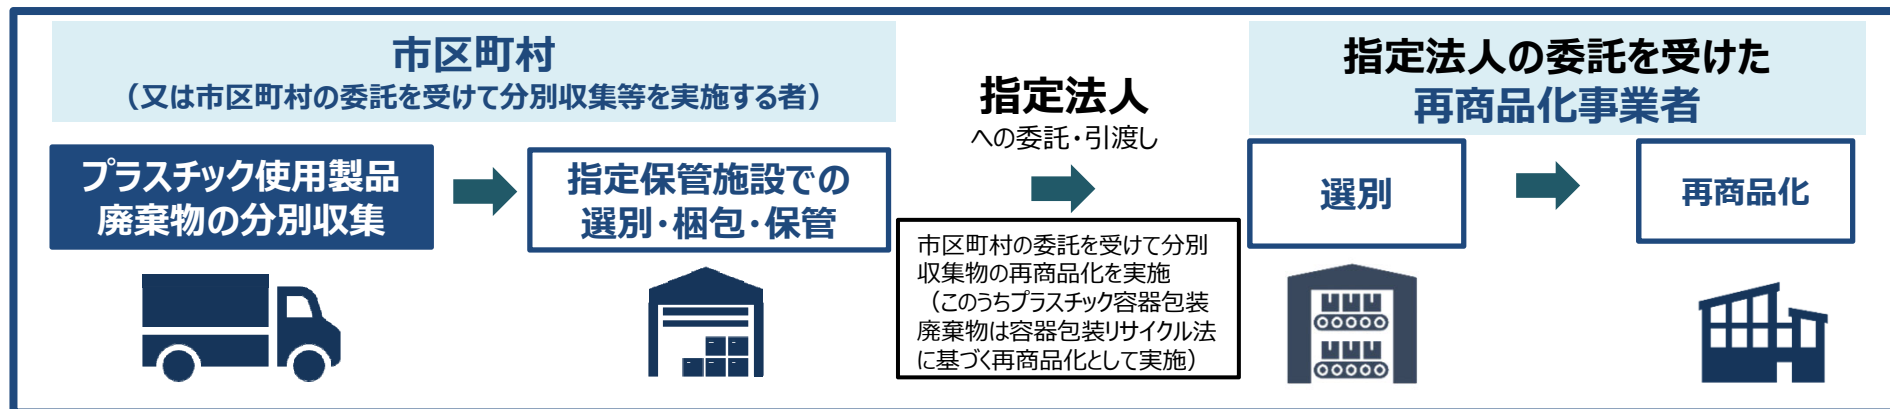 市区町村
（又は市区町村の委託を受けて分別収集等を実施する者）
プラスチック使用製品
廃棄物の分別収集
指定保管施設での
選別・梱包・保管
指定法人
への委託・引渡し
市区町村の委託を受けて分別
収集物の再商品化を実施
（このうちプラスチック容器包装
廃棄物は容器包装リサイクル法
に基づく再商品化として実施）
指定法人の委託を受けた
再商品化事業者
選別
再商品化